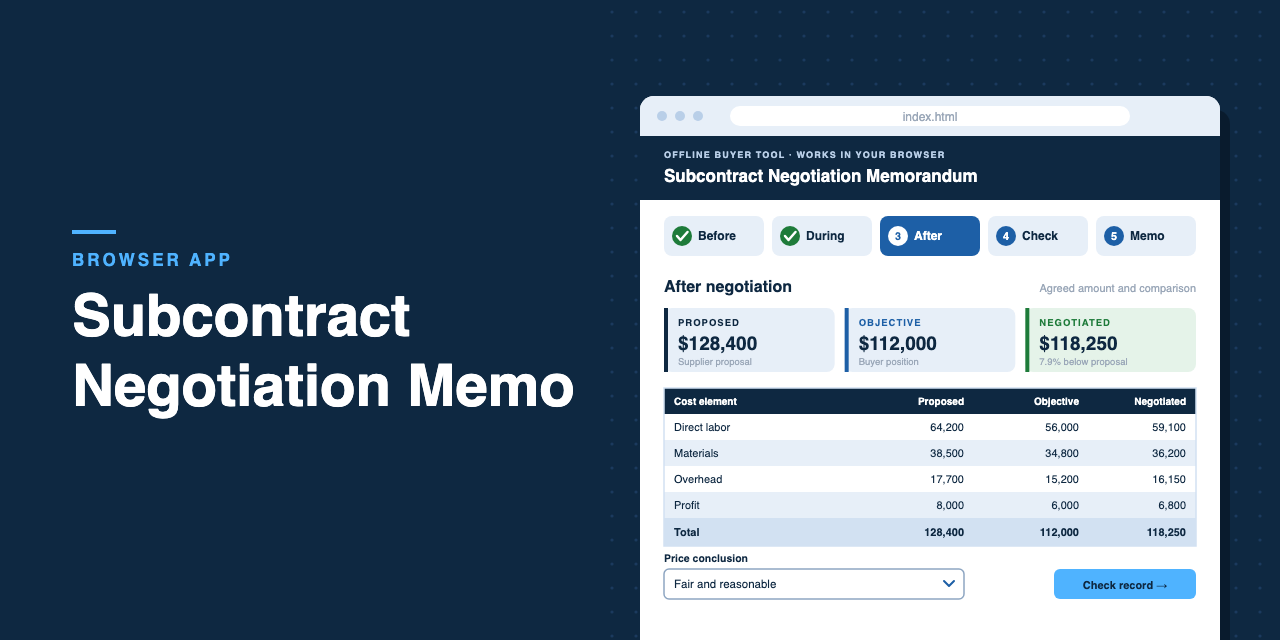 BROWSER APP
Subcontract
Negotiation Memo
index.html
OFFLINE BUYER TOOL · WORKS IN YOUR BROWSER
Subcontract Negotiation Memorandum
Before During 3 After 4 Check 5 Memo
After negotiation Agreed amount and comparison
PROPOSED OBJECTIVE NEGOTIATED
$128,400 $112,000 $118,250
Supplier proposal Buyer position 7.9% below proposal
Cost element Proposed Objective Negotiated
Direct labor 64,200 56,000 59,100
Materials 38,500 34,800 36,200
Overhead 17,700 15,200 16,150
Profit 8,000 6,000 6,800
Total 128,400 112,000 118,250
Price conclusion
Fair and reasonable Check record →